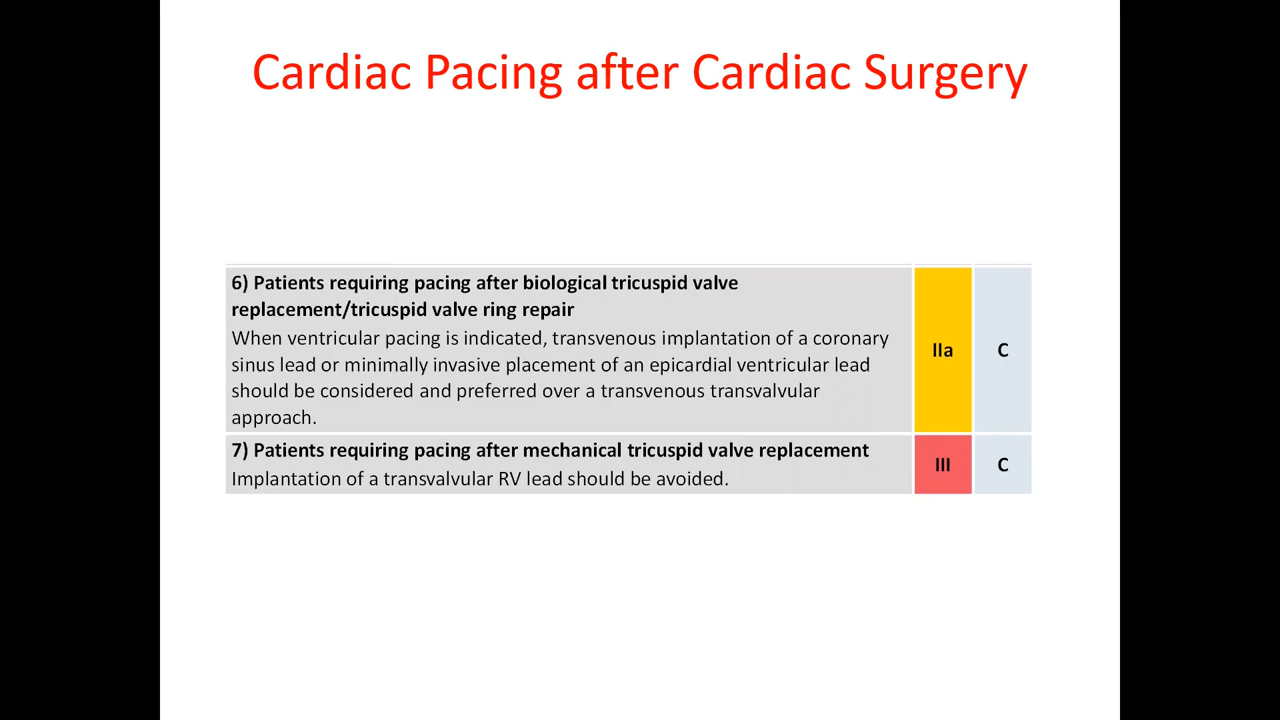 Cardiac Pacing after Cardiac Surgery
6) Patients requiring pacing after biological tricuspid valve
replacement/tricuspid valve ring repair
When ventricular pacing is indicated, transvenous implantation of a coronary
sinus lead or minimally invasive placement of an epicardial ventricular lead
should be considered and preferred over a transvenous transvalvular
approach.
IIa
C
7) Patients requiring pacing after mechanical tricuspid valve replacement
Implantation of a transvalvular RV lead should be avoided.
III
C